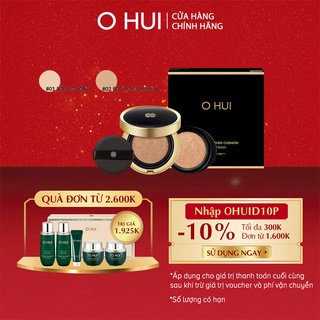 O HUI
CỬA HÀNG
CHÍNH HÃNG
#01
#02
O HUI
QUÀ ĐƠN TỪ 2.600K
TRỊ GIÁ
1.925K
O HUI
Nhập OHUID10P
-10%
Tối đa
300K
Đơn từ
1.600K
SỬ DỤNG NGAY
*Áp dụng cho giá trị thanh toán cuối cùng
sau khi trừ giá trị voucher và phí vận chuyển
*Số lượng có hạn